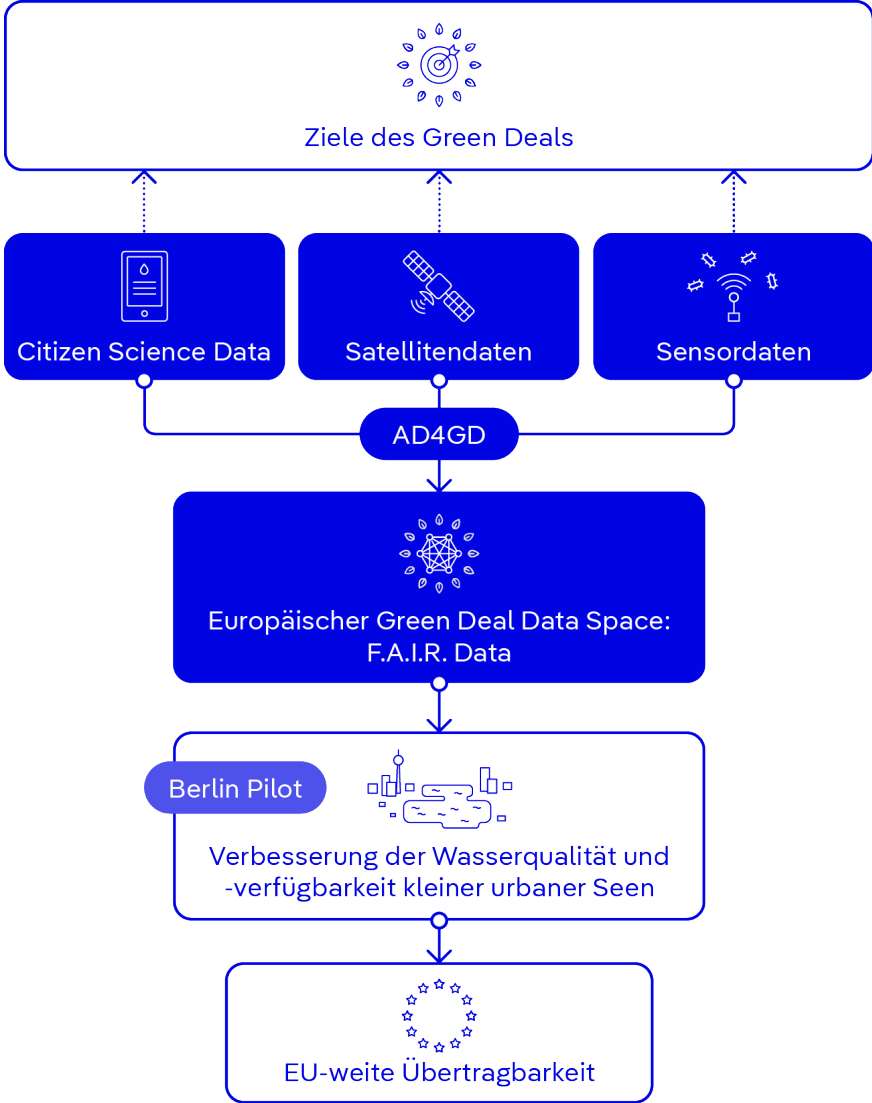 Ziele des Green Deals
Citizen Science Data
Satellitendaten
Sensordaten
AD4GD
Europäischer Green Deal Data Space:
F.A.I.R. Data
Berlin Pilot
Verbesserung der Wasserqualität und
-verfügbarkeit kleiner urbaner Seen
EU-weite Übertragbarkeit